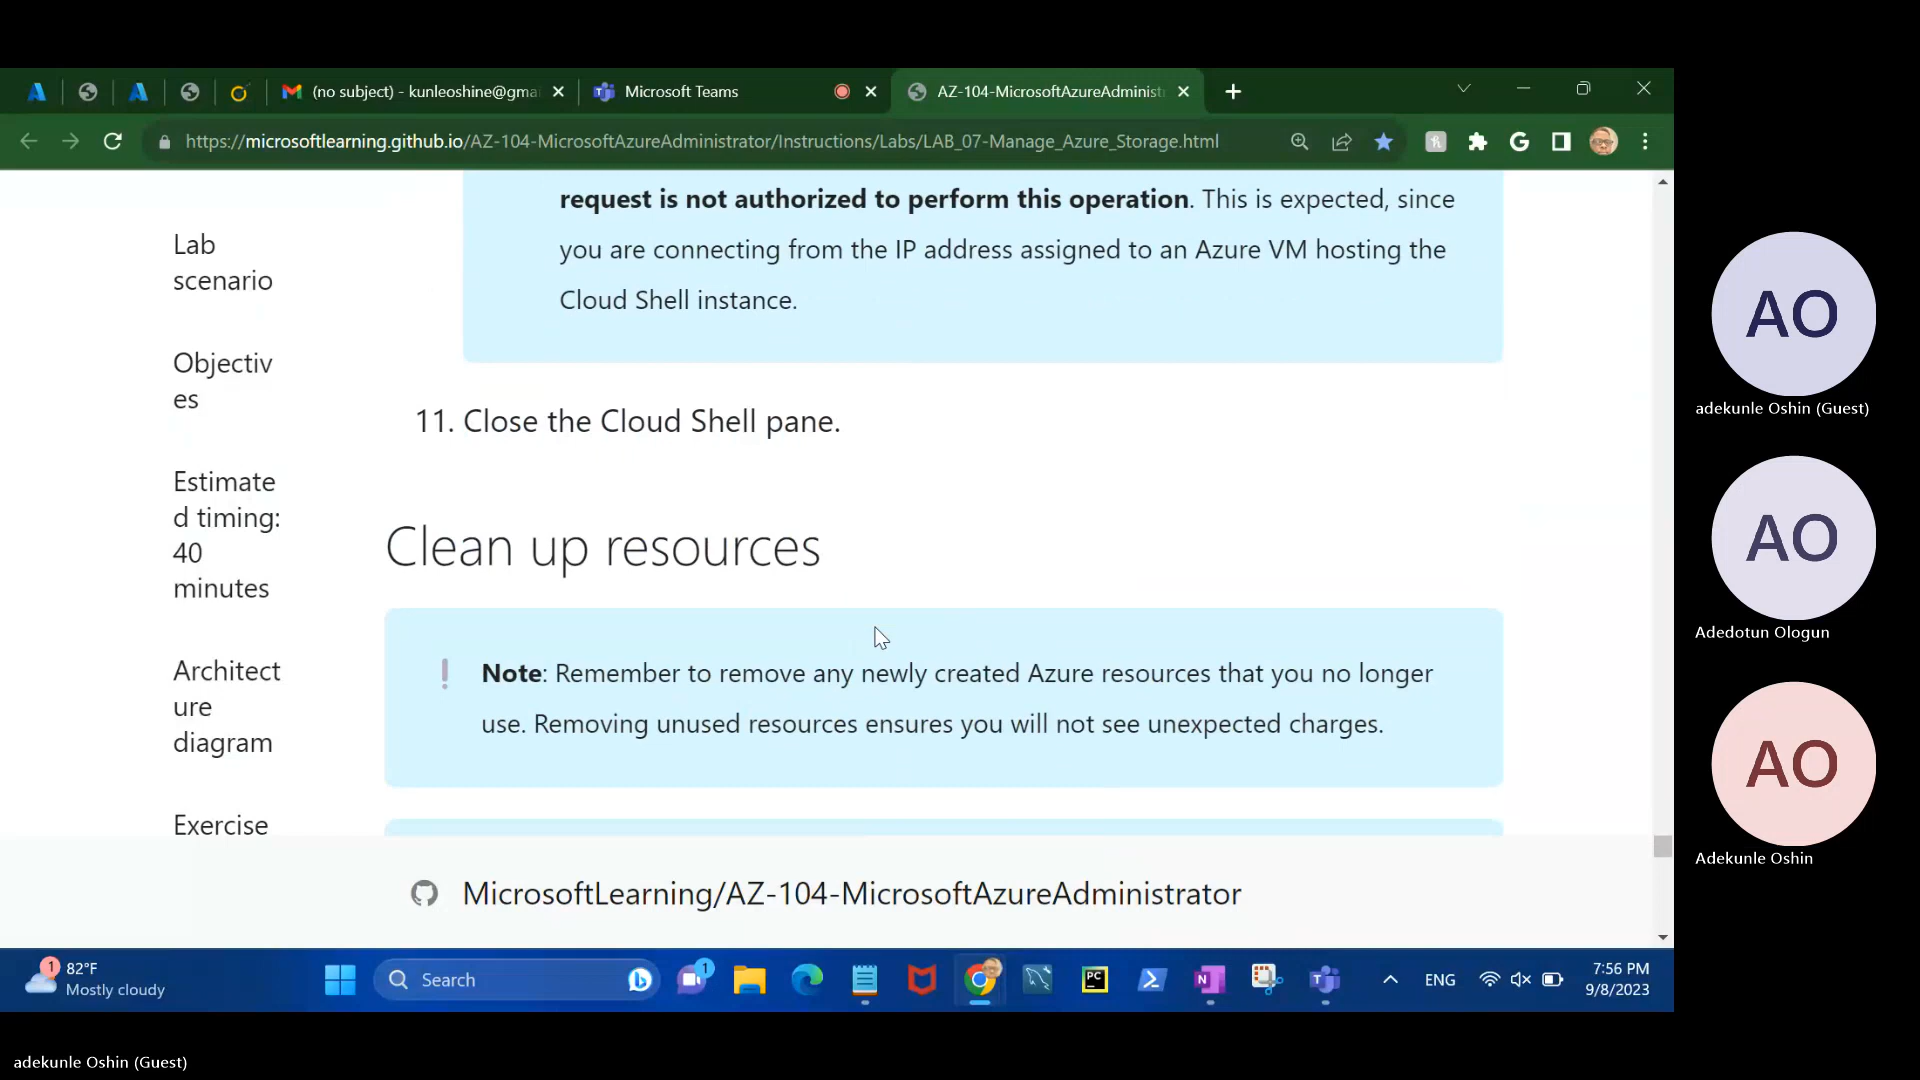 (no subject) - kunleoshine@gmai
Microsoft Teams
AZ-104-MicrosoftAzureAdminist
https://microsoftlearning.github.io/AZ-104-MicrosoftAzureAdministrator/Instructions/Labs/LAB_07-Manage_Azure_Storage.html
Lab
scenario
Objectiv
es
Estimate
d timing:
40
minutes
Architect
ure
diagram
Exercise
request is not authorized to perform this operation. This is expected, since
you are connecting from the IP address assigned to an Azure VM hosting the
Cloud Shell instance.
11. Close the Cloud Shell pane.
Clean up resources
Note: Remember to remove any newly created Azure resources that you no longer
use. Removing unused resources ensures you will not see unexpected charges.
MicrosoftLearning/AZ-104-MicrosoftAzureAdministrator
1
82°F
Mostly cloudy
Search
1
PC
N
ENG
7:56 PM
9/8/2023
AO
adekunle Oshin (Guest)
AO
Adedotun Ologun
AO
Adekunle Oshin
adekunle Oshin (Guest)